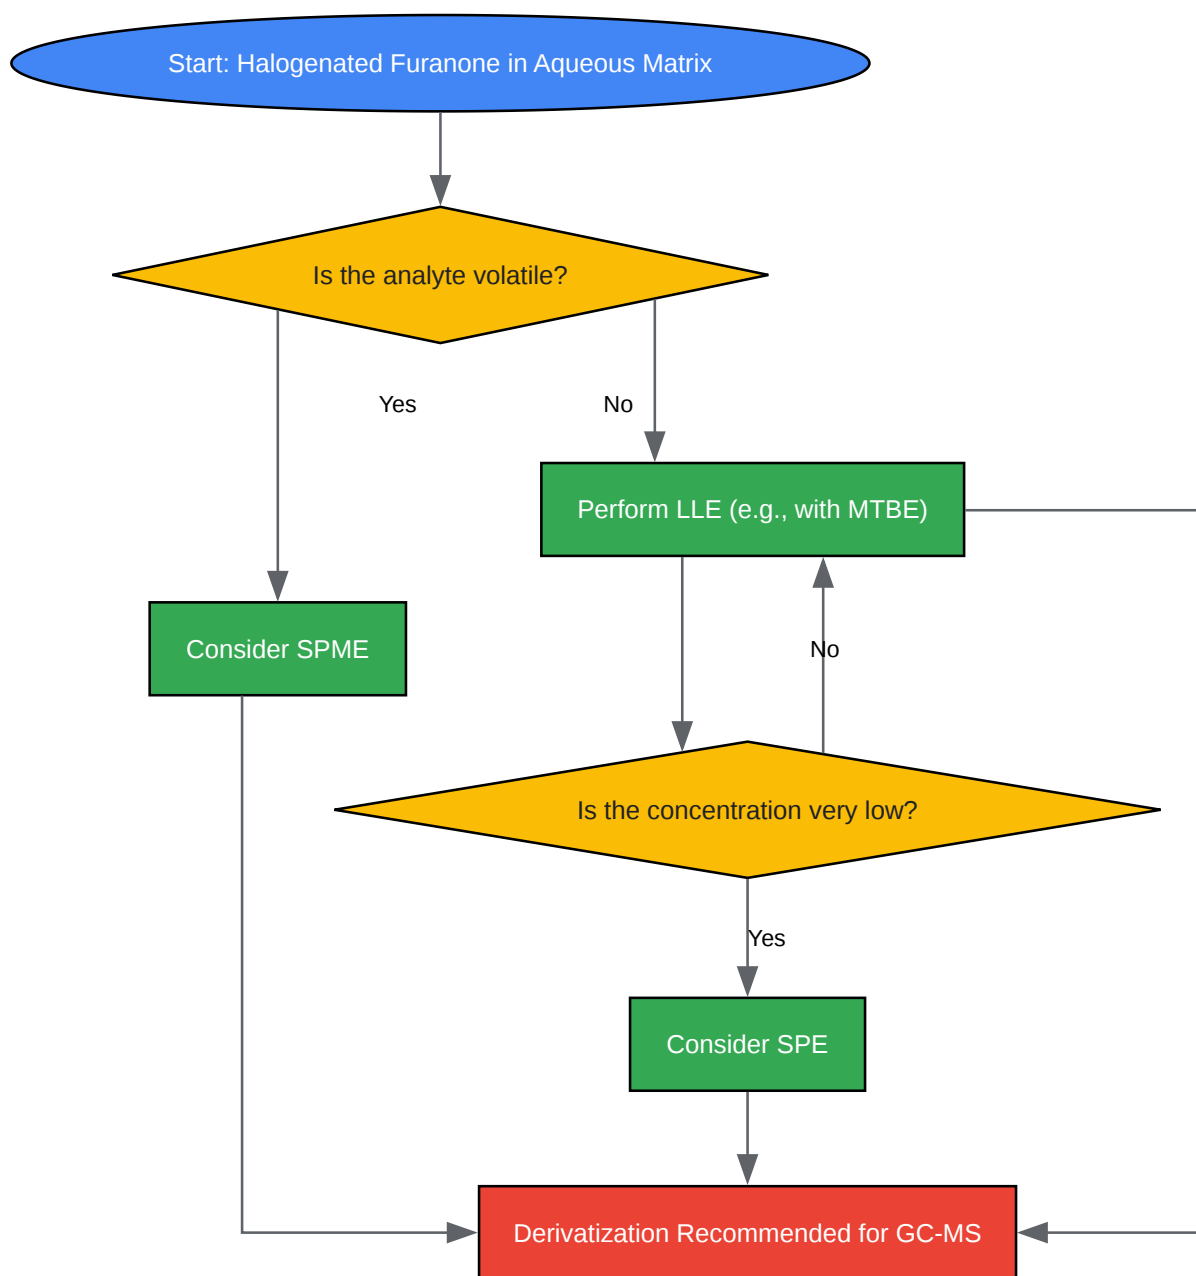 Start: Halogenated Furanone in Aqueous Matrix
Is the analyte volatile?
Yes
No
Perform LLE (e.g., with MTBE)
Consider SPME
No
Is the concentration very low?
Yes
Consider SPE
Derivatization Recommended for GC-MS